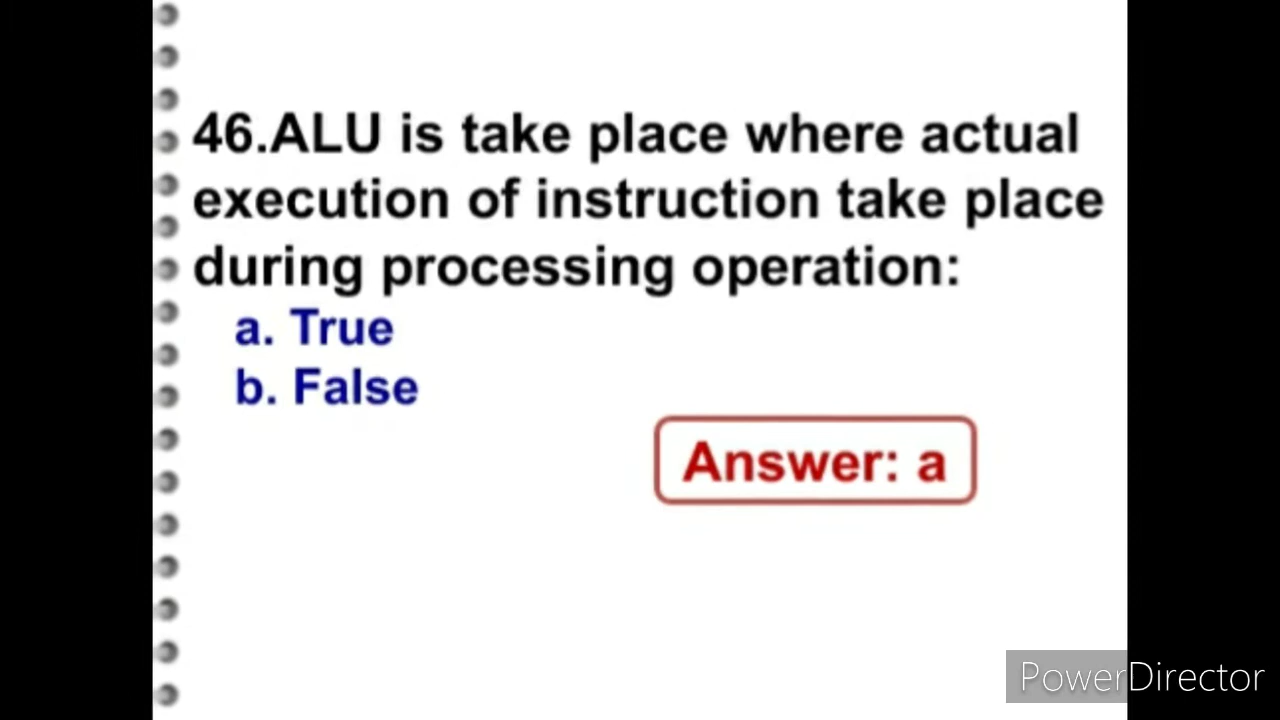 46.ALU is take place where actual
execution of instruction take place
during processing operation:
a. True
b. False
Answer: a
PowerDirector